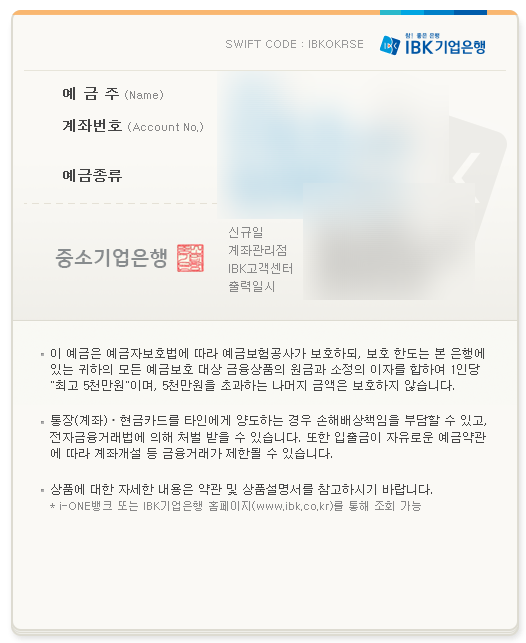 SWIFT CODE : IBKOKRSE
참! 좋은 은행
IBK기업은행
예 금 주 (Name)
계좌번호 (Account No.)
예금종류
중소기업은행
신규일
계좌관리점
IBK고객센터
출력일시
이 예금은 예금자보호법에 따라 예금보험공사가 보호하되, 보호 한도는 본 은행에
있는 귀하의 모든 예금보호 대상 금융상품의 원금과 소정의 이자를 합하여 1인당
"최고 5천만원"이며, 5천만원을 초과하는 나머지 금액은 보호하지 않습니다.
통장(계좌)·현금카드를 타인에게 양도하는 경우 손해배상책임을 부담할 수 있고,
전자금융거래법에 의해 처벌 받을 수 있습니다. 또한 입출금이 자유로운 예금약관
에 따라 계좌개설 등 금융거래가 제한될 수 있습니다.
상품에 대한 자세한 내용은 약관 및 상품설명서를 참고하시기 바랍니다.
* i-ONE뱅크 또는 IBK기업은행 홈페이지(www.ibk.co.kr)를 통해 조회 가능